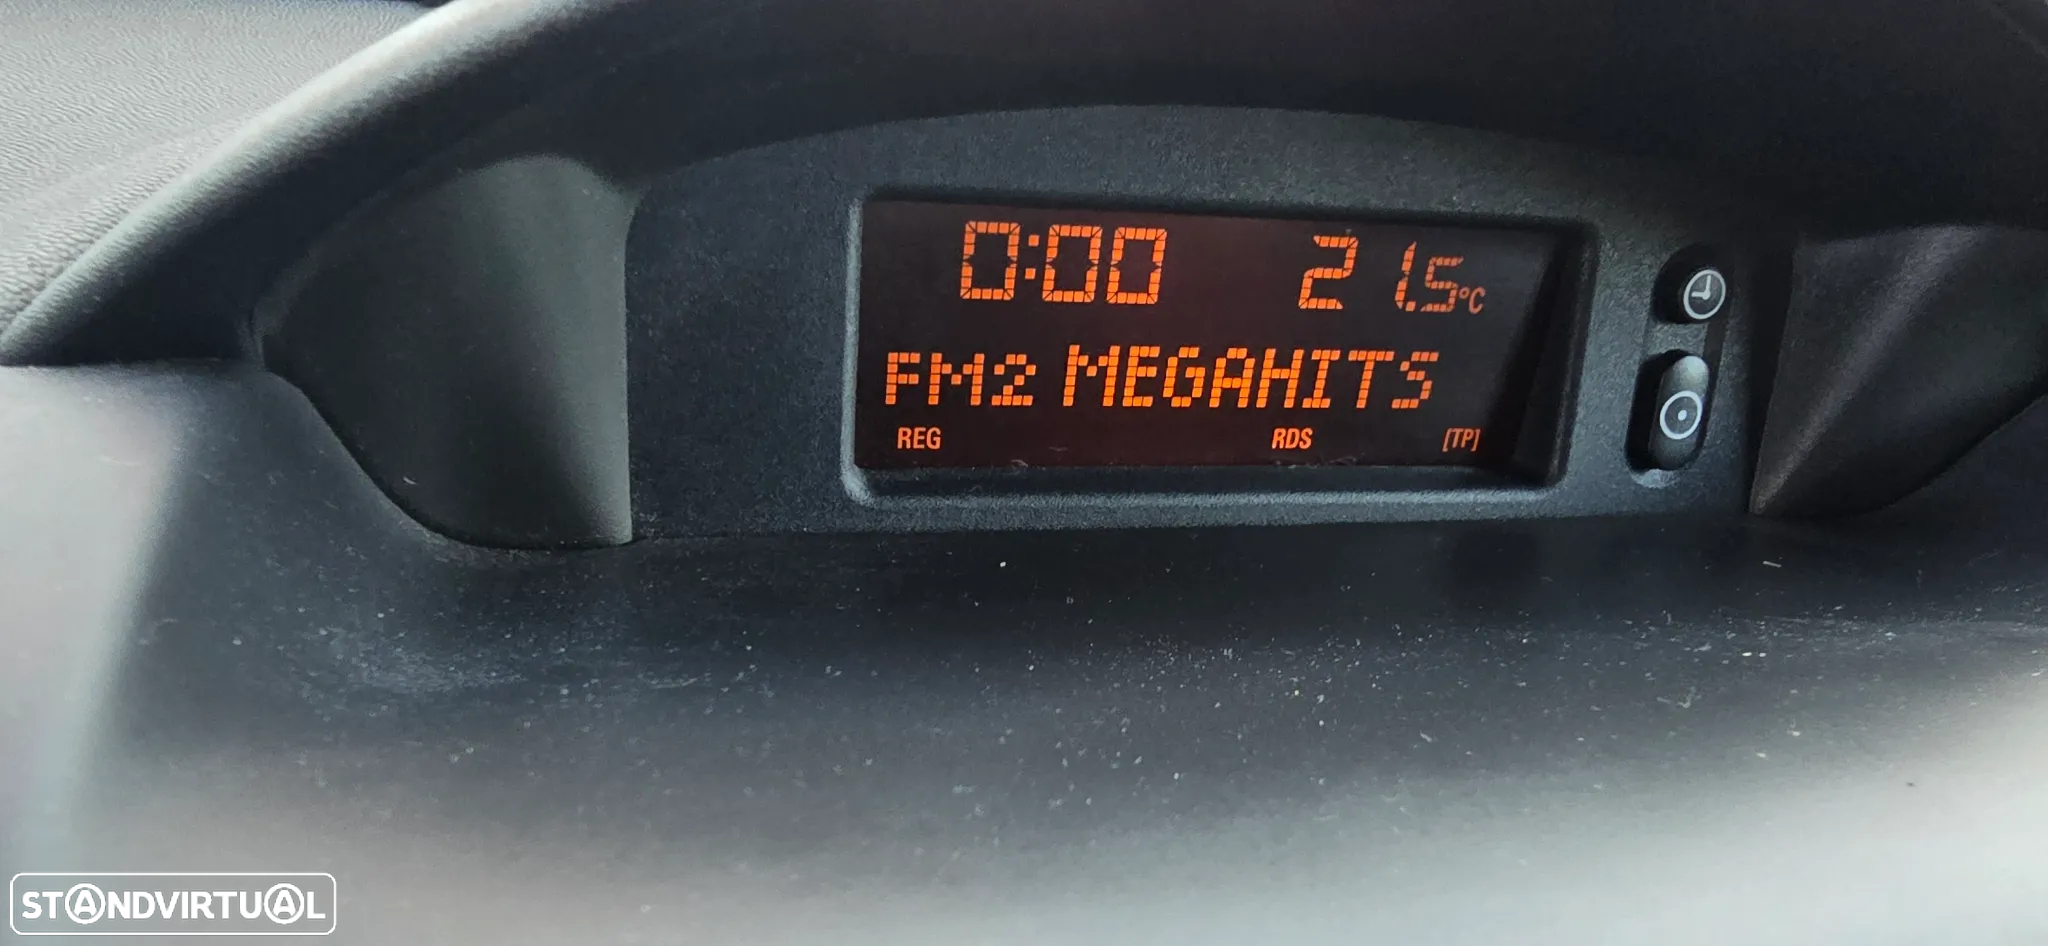 0:00 21.5°C
FM2 MEGAHITS
REG RDS [TP]
STANDVIRTUAL